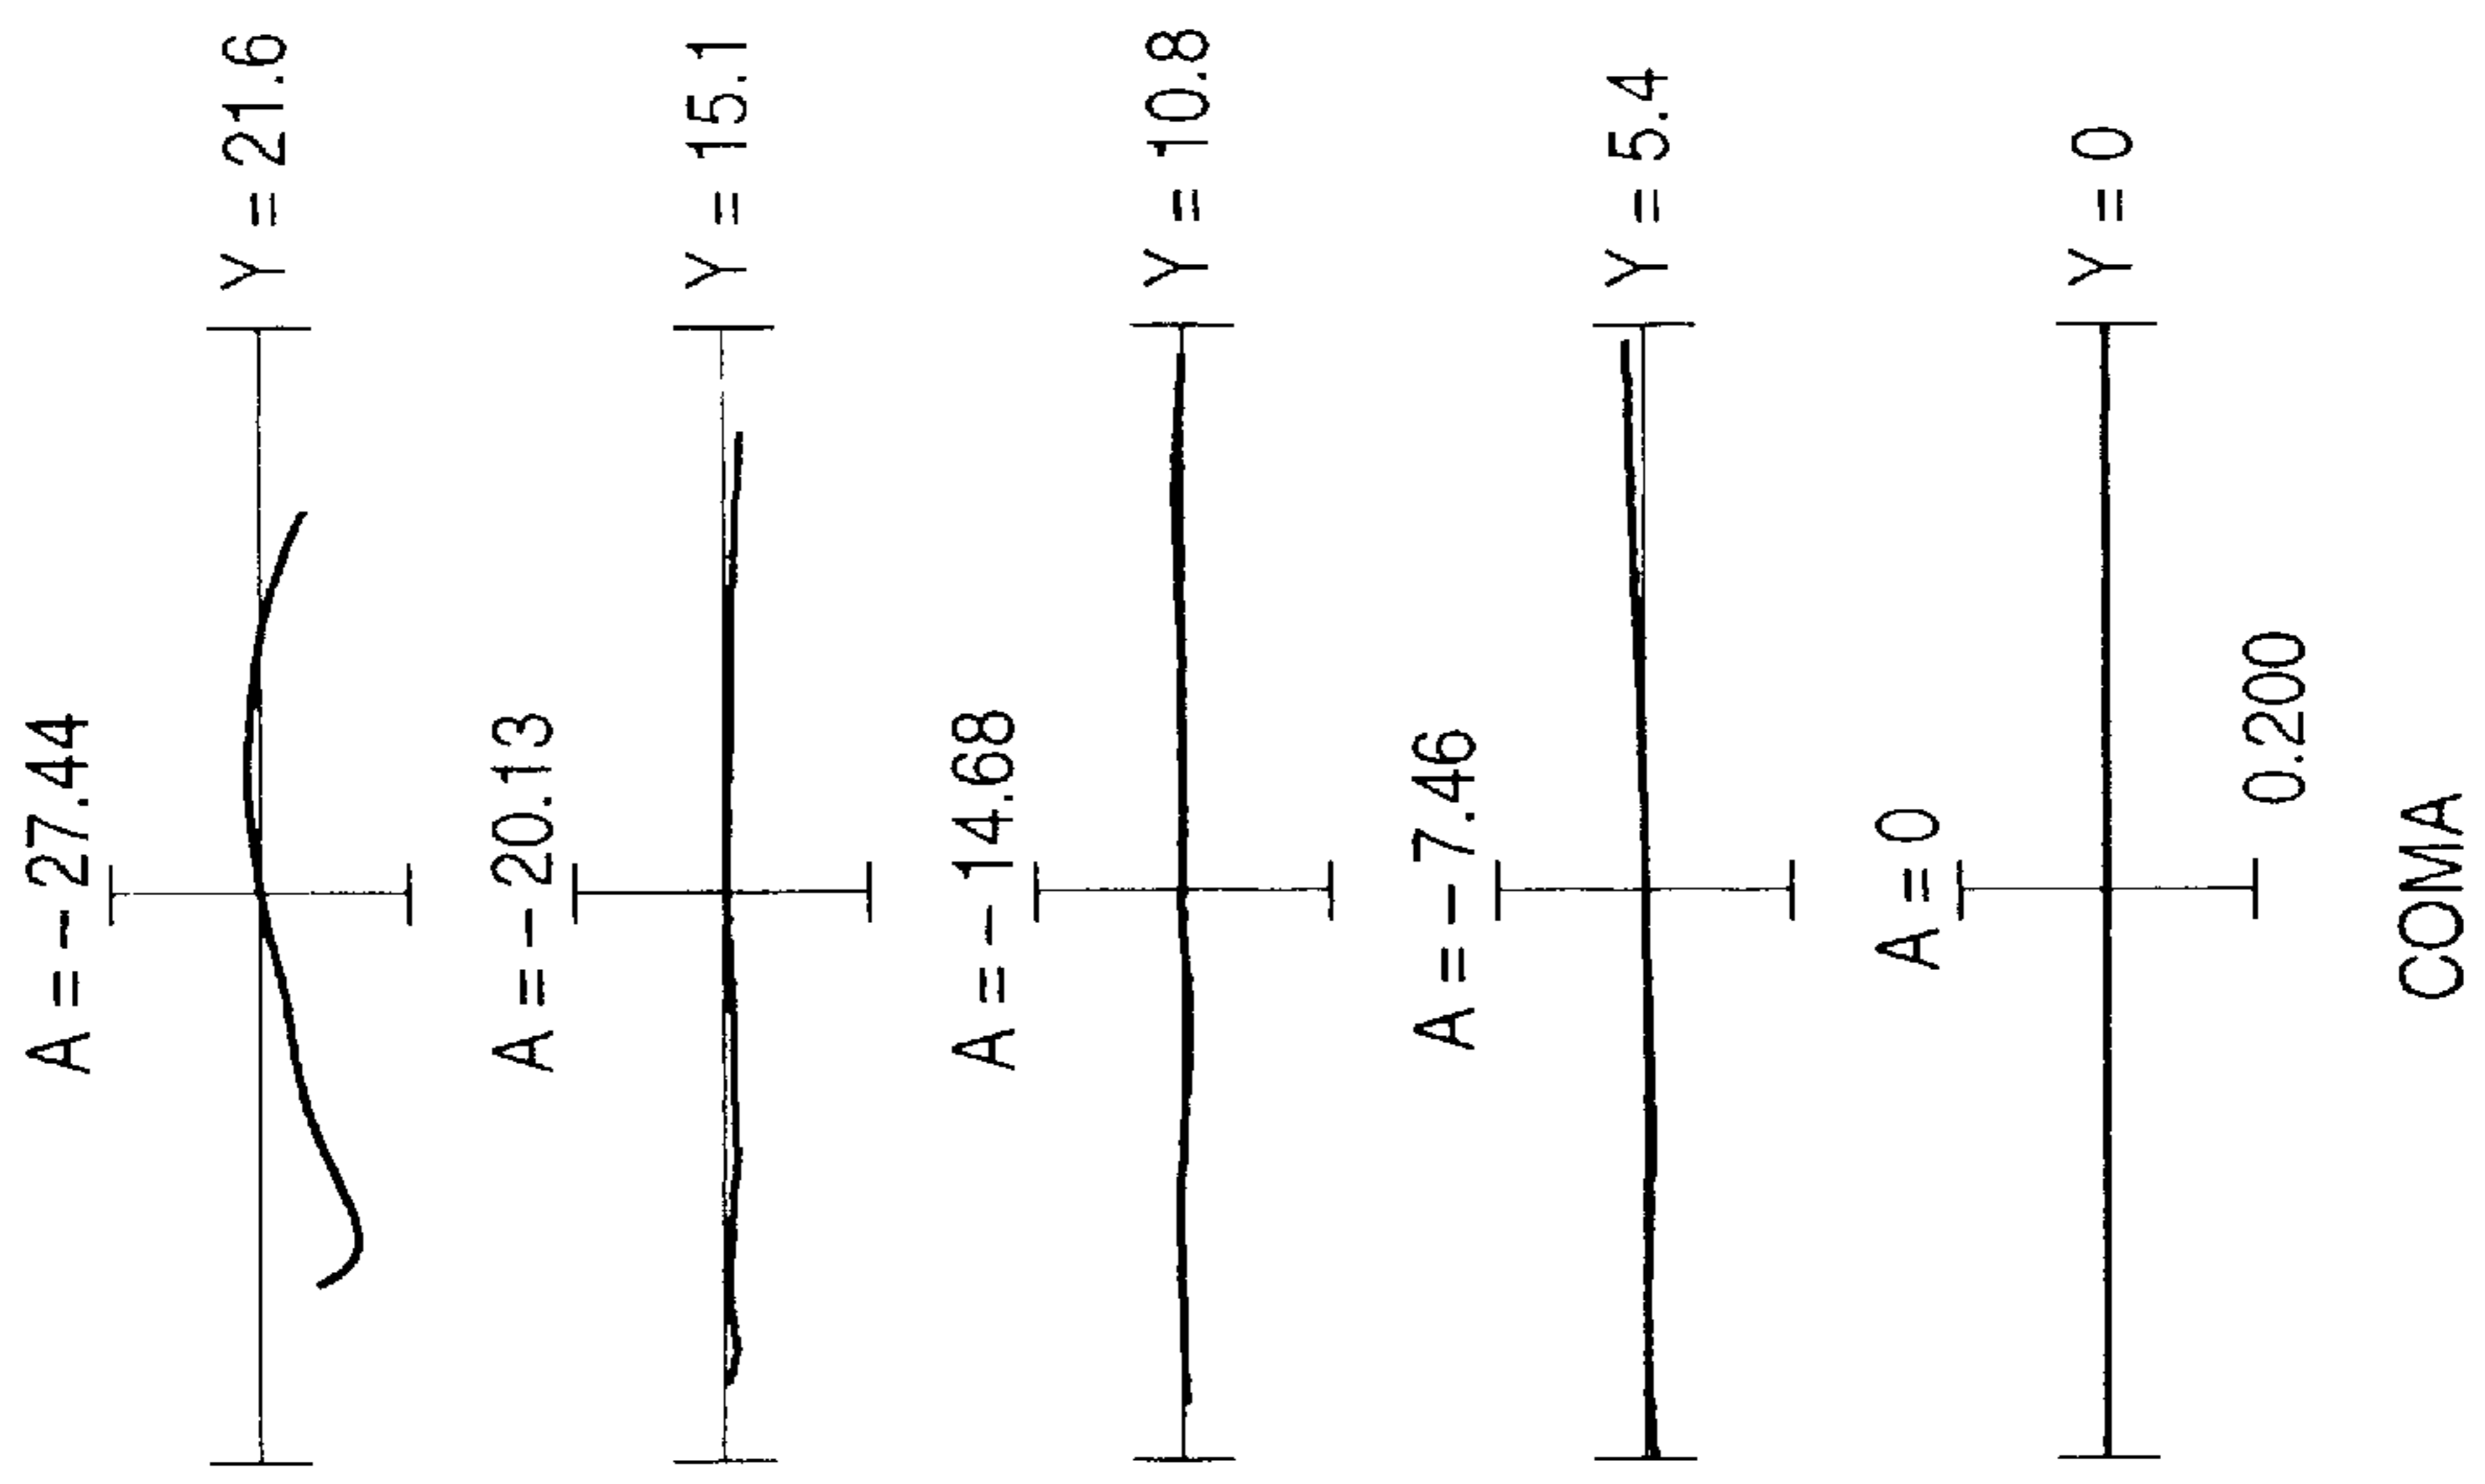 A = - 27.44
Y = 21.6
A = - 20.13
Y = 15.1
A = - 14.68
Y = 10.8
A = - 7.46
Y = 5.4
A = 0
Y = 0
0.200
COMA